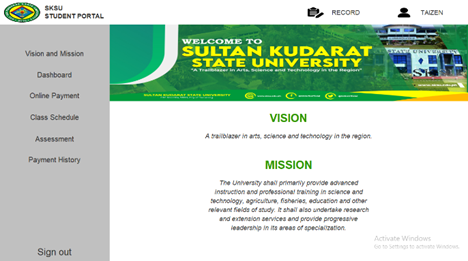 SKSU
STUDENT PORTAL
RECORD
TAIZEN
Vision and Mission
Dashboard
Online Payment
Class Schedule
Assessment
Payment History
Sign out
WELCOME TO
SULTAN KUDARAT
STATE UNIVERSITY
"A Trailblazer in Arts, Science and Technology in the Region"
SULTAN KUDARAT STATE UNIVERSITY
VISION
A trailblazer in arts, science and technology in the region.
MISSION
The University shall primarily provide advanced
instruction and professional training in science and
technology, agriculture, fisheries, education and other
relevant fields of study. It shall also undertake research
and extension services and provide progressive
leadership in its areas of specialization.
Activate Windows
Go to Settings to activate Windows.